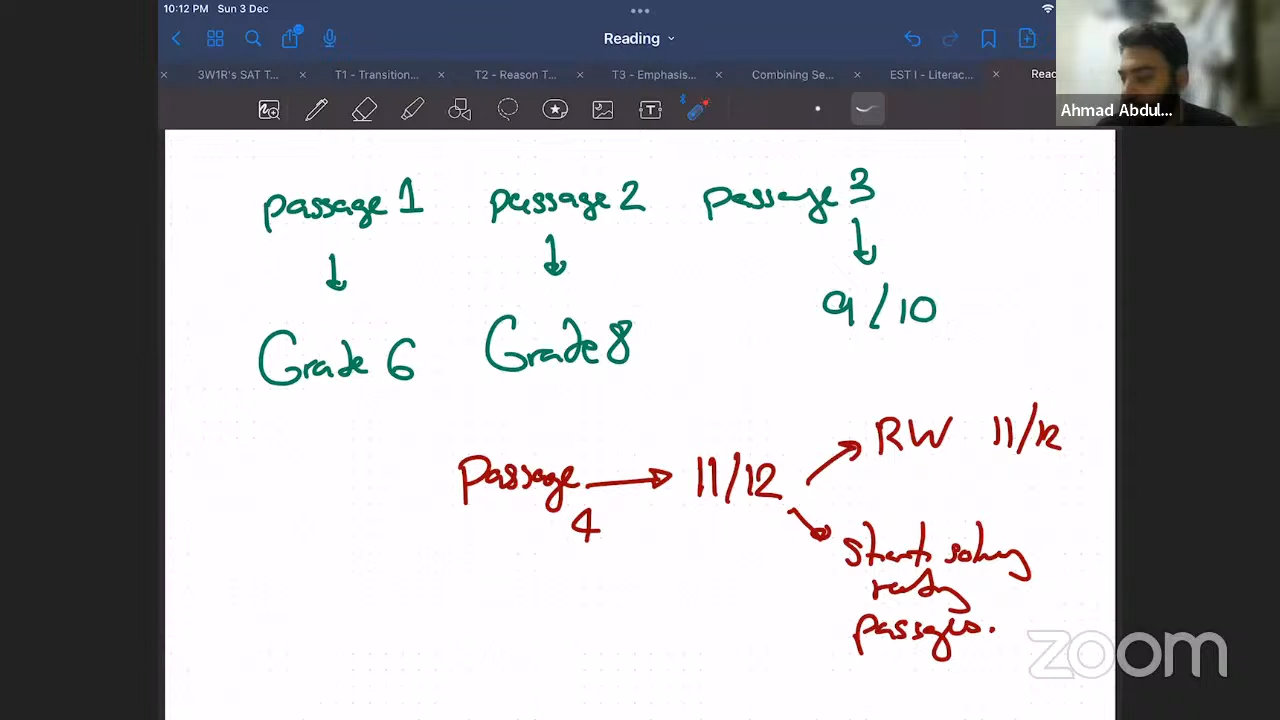 10:12 PM Sun 3 Dec
Reading
3W1R's SAT T...
T1 - Transition...
T2 - Reason T...
T3 - Emphasis...
Combining Se...
EST I - Literac...
Read
Ahmad Abdul...
passage 1 passage 2 passage 3
Grade 6 Grade 8 9/10
Passage 4 11/12
RW 11/12
Start solving
reading
passages.
zoom